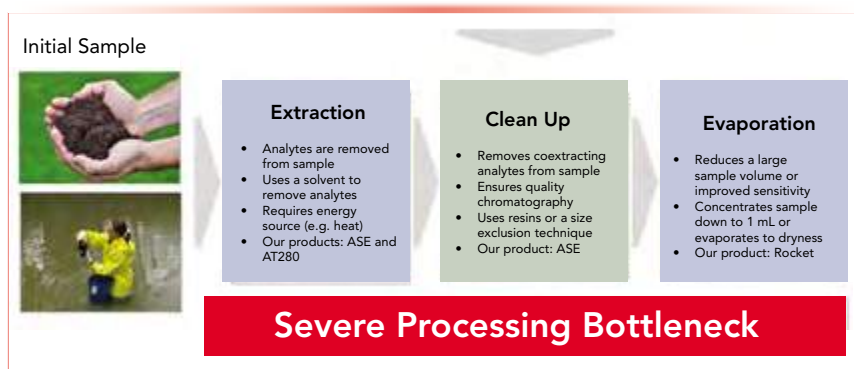 Initial Sample
Extraction
• Analytes are removed
from sample
• Uses a solvent to
remove analytes
• Requires energy
source (e.g. heat)
• Our products: ASE and
AT280
Clean Up
• Removes coextracting
analytes from sample
• Ensures quality
chromatography
• Uses resins or a size
exclusion technique
• Our product: ASE
Evaporation
• Reduces a large
sample volume or
improved sensitivity
• Concentrates sample
down to 1 mL or
evaporates to dryness
• Our product: Rocket
Severe Processing Bottleneck